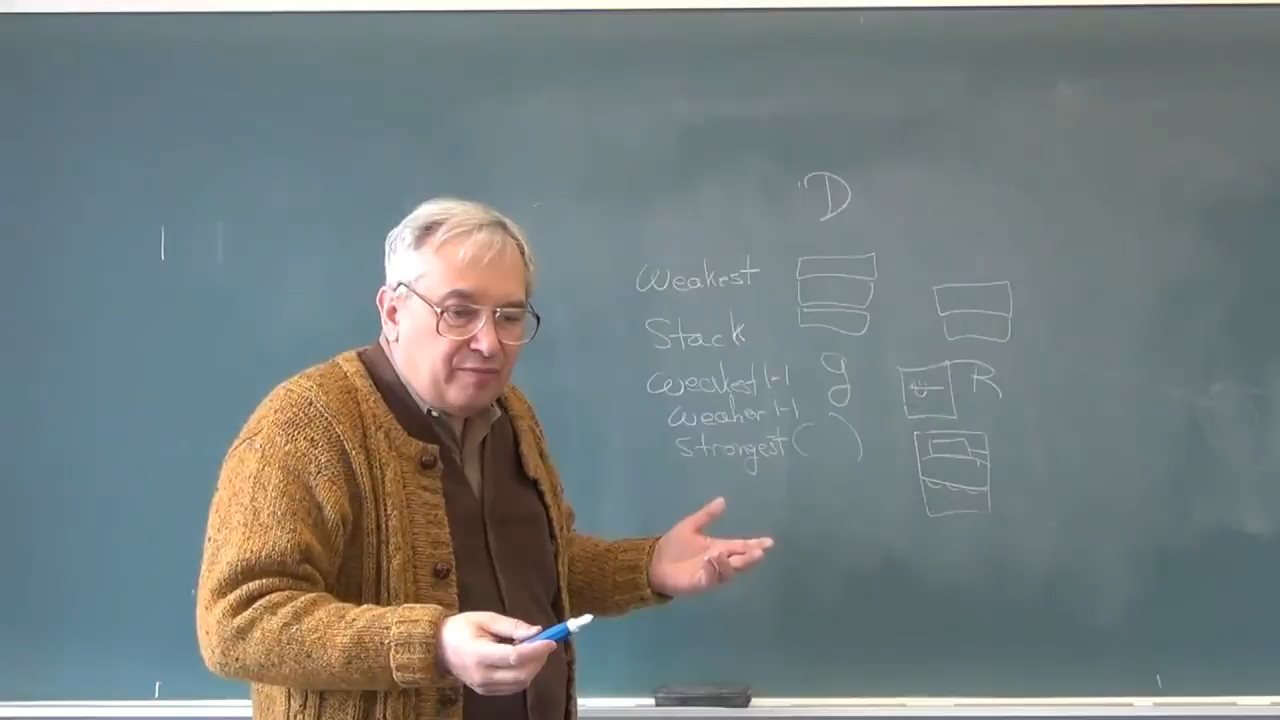 D
Weakest
Stack
Weakest 1-1 g
R
weaker 1-1
Strongest ( )